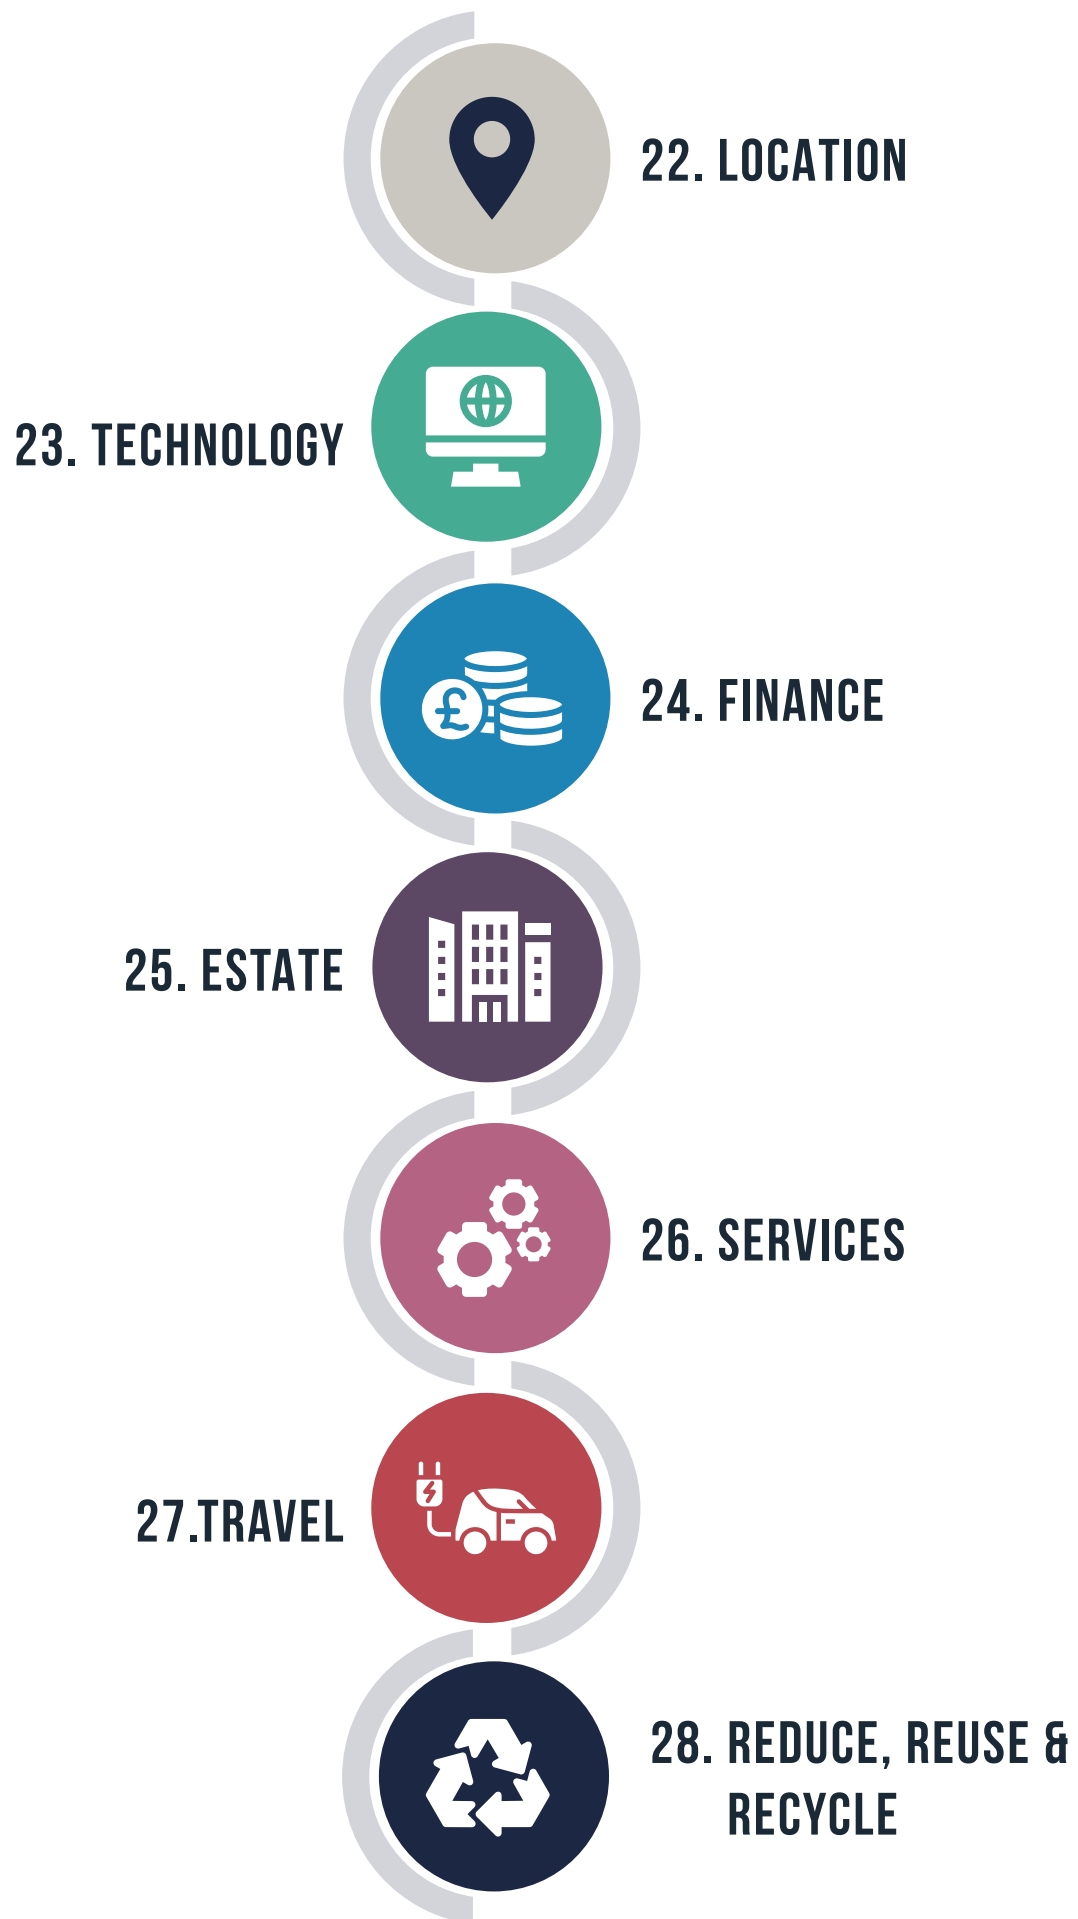 22. LOCATION
23. TECHNOLOGY
£
24. FINANCE
25. ESTATE
26. SERVICES
27.TRAVEL
28. REDUCE, REUSE &
RECYCLE